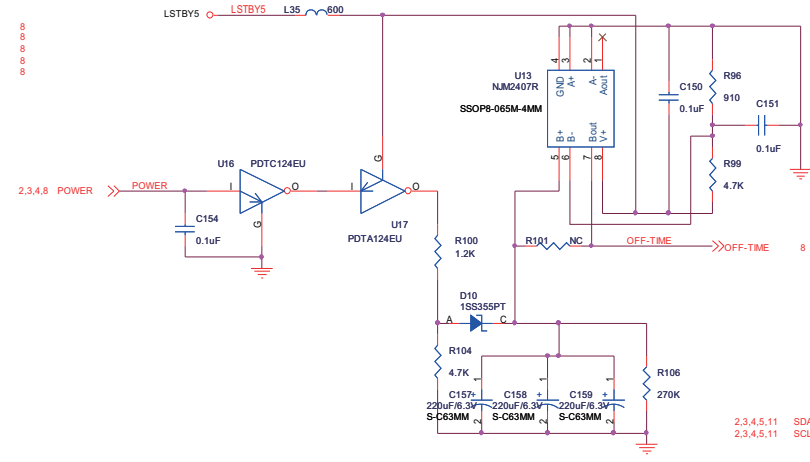 LSTBY5 LSTBY5 L35 600
8
8
8
8
8
4 3 2 1
GND A+ A- Aout
U13
NJM2407R
SSOP8-065M-4MM
B+ B- Bout V+
5 6 7 8
C150
0.1uF
R96
910
C151
0.1uF
R99
4.7K
U16 PDTC124EU
2,3,4,8 POWER POWER I O
G
C154
0.1uF
G
I O
U17
PDTA124EU
R100
1.2K
R101 NC OFF-TIME OFF-TIME 8
D10
1SS355PT
A C
R104
4.7K
1 1 1
C157 + C158 + C159 +
220uF/6.3V 220uF/6.3V 220uF/6.3V
S-C63MM S-C63MM S-C63MM
2 2 2
R106
270K
2,3,4,5,11 SDA
2,3,4,5,11 SCL